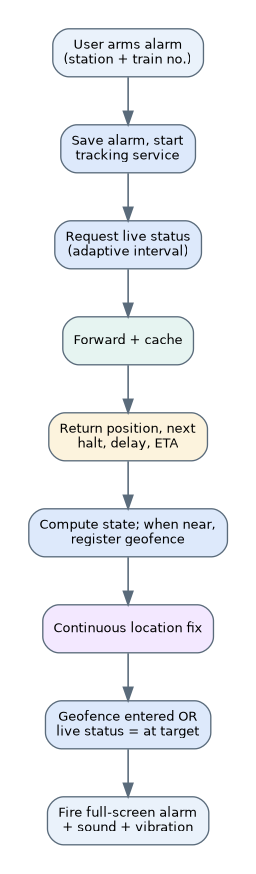 User arms alarm
(station + train no.)
Save alarm, start
tracking service
Request live status
(adaptive interval)
Forward + cache
Return position, next
halt, delay, ETA
Compute state; when near,
register geofence
Continuous location fix
Geofence entered OR
live status = at target
Fire full-screen alarm
+ sound + vibration